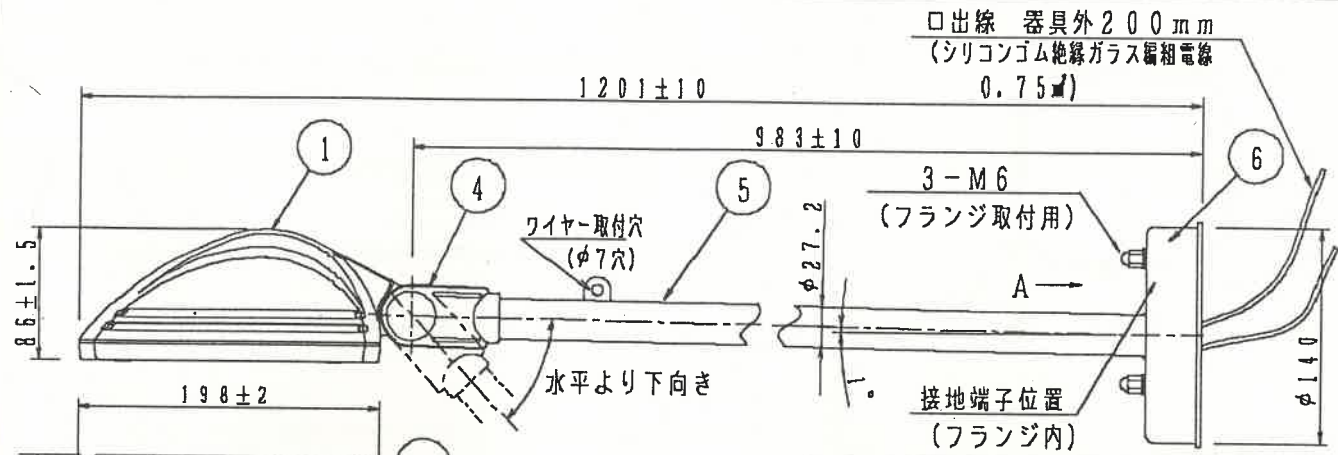 口出線 器具外200mm
(シリコンゴム絶縁ガラス編組電線
0.75㎟)
1201±10
983±10
1
4
5
6
3-M6
(フランジ取付用)
ワイヤー取付穴
(φ7穴)
φ27.2
86±1.5
A
水平より下向き
1°
198±2
接地端子位置
(フランジ内)
φ140